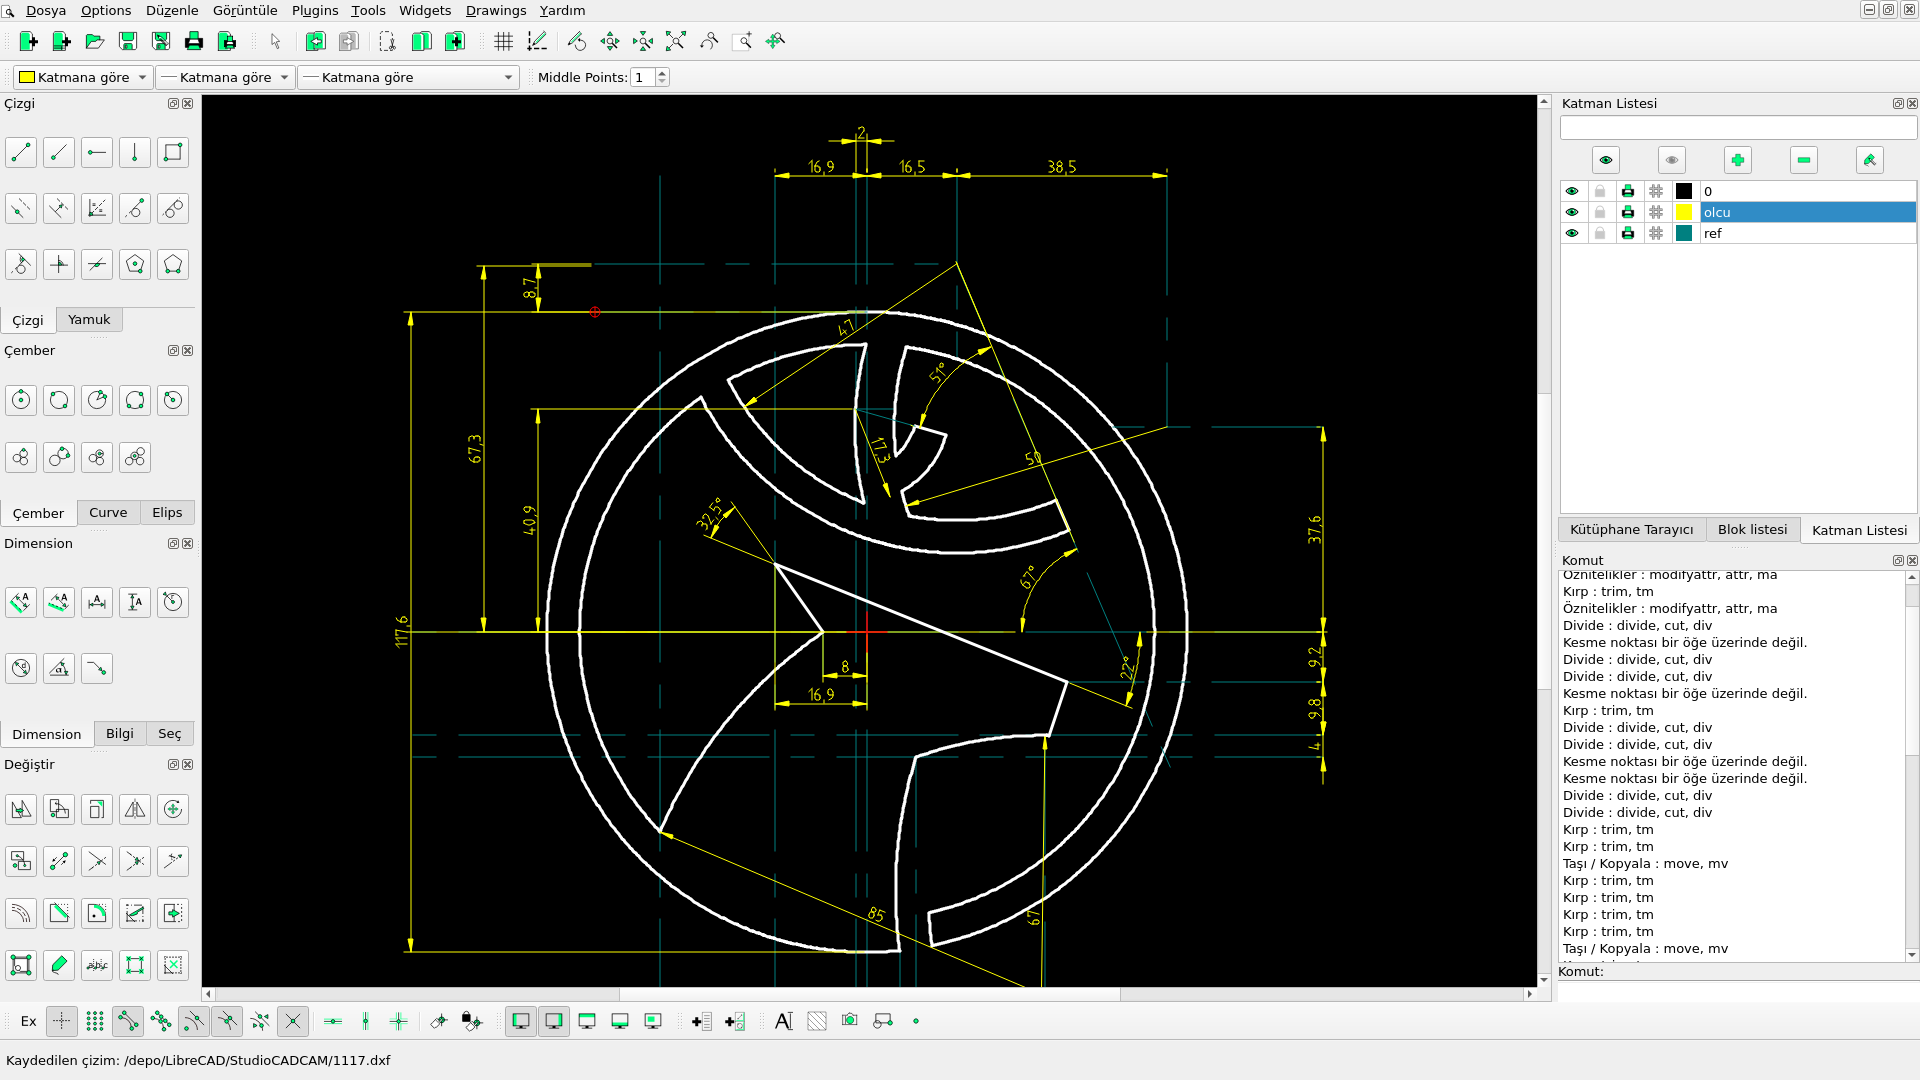 Dosya Options Düzenle Görüntüle Plugins Tools Widgets Drawings Yardım
Katmana göre Katmana göre Katmana göre Middle Points: 1
Çizgi
Çizgi Yamuk
Çember
Çember Curve Elips
Dimension
Dimension Bilgi Seç
Değiştir
2
16,9 16,5 38,5
8,7
47
51°
67,3
17,3
50
40,9
32,5°
37,6
67°
117,6
9,2
8
22°
16,9
9,8
4
85
67
Katman Listesi
0
olcu
ref
Kütüphane Tarayıcı Blok listesi Katman Listesi
Komut
Öznitelikler : modifyattr, attr, ma
Kırp : trim, tm
Öznitelikler : modifyattr, attr, ma
Divide : divide, cut, div
Kesme noktası bir öğe üzerinde değil.
Divide : divide, cut, div
Divide : divide, cut, div
Kesme noktası bir öğe üzerinde değil.
Kırp : trim, tm
Divide : divide, cut, div
Divide : divide, cut, div
Kesme noktası bir öğe üzerinde değil.
Kesme noktası bir öğe üzerinde değil.
Divide : divide, cut, div
Divide : divide, cut, div
Kırp : trim, tm
Kırp : trim, tm
Taşı / Kopyala : move, mv
Kırp : trim, tm
Kırp : trim, tm
Kırp : trim, tm
Kırp : trim, tm
Taşı / Kopyala : move, mv
Komut:
Ex
Kaydedilen çizim: /depo/LibreCAD/StudioCADCAM/1117.dxf